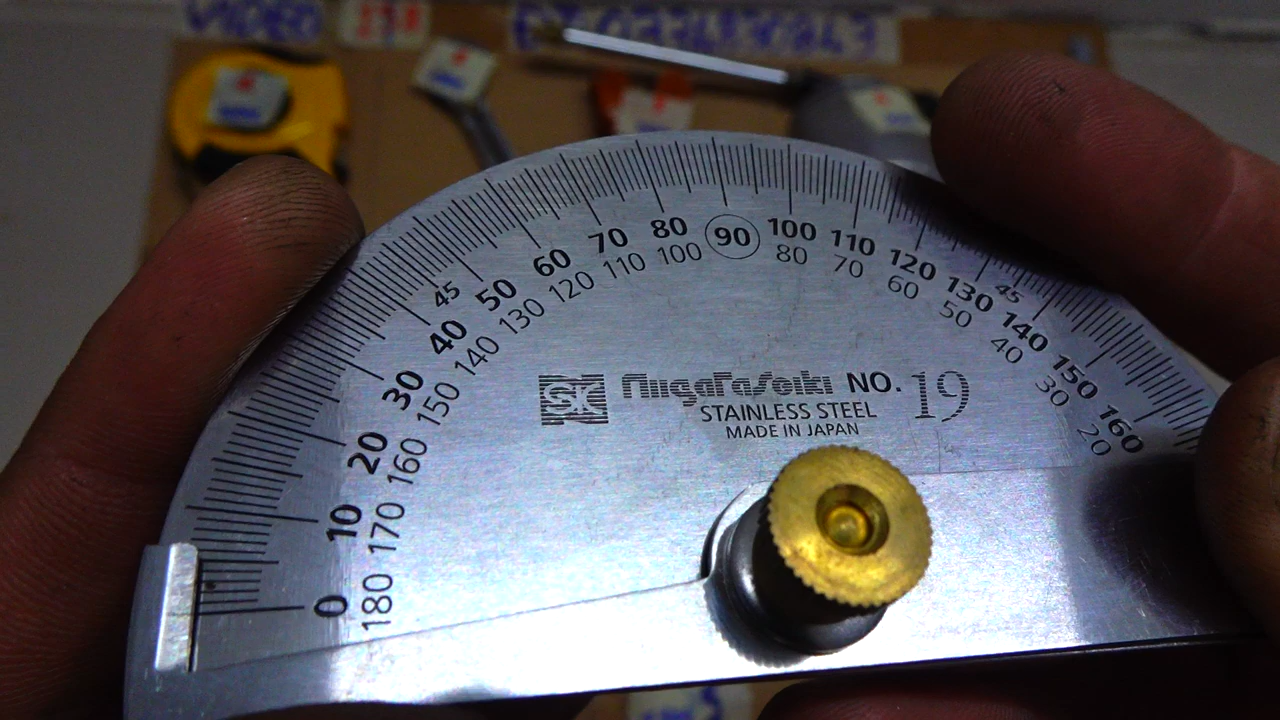 VIDEO
45 50 60 70 80 90 100 110 120 130 45
40 140 130 120 110 100 80 70 60 50 140
30 150 40 150
20 160 30 160
10 170 20
0 180
NiigataSeiki NO. 19
STAINLESS STEEL
MADE IN JAPAN